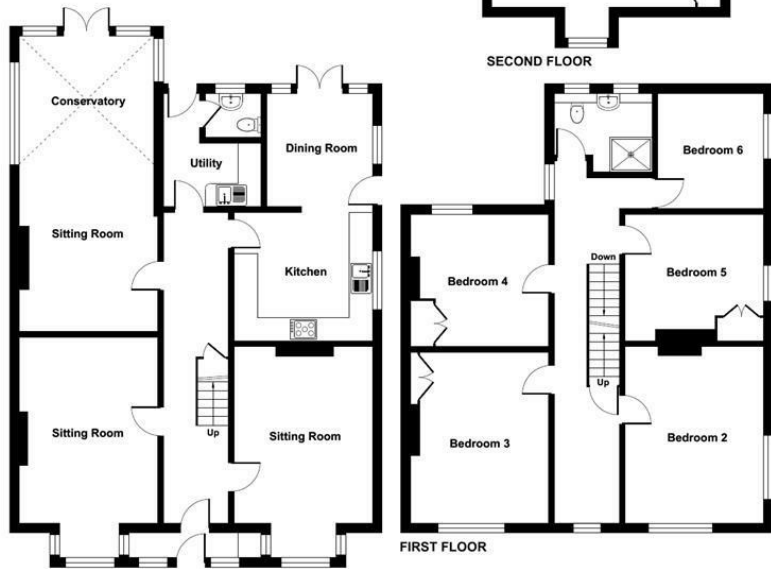 SECOND FLOOR
Conservatory
Sitting Room
Sitting Room
Utility
Dining Room
Kitchen
Up
Sitting Room
Bedroom 6
Bedroom 4
Down
Bedroom 5
Up
Bedroom 3
Bedroom 2
FIRST FLOOR